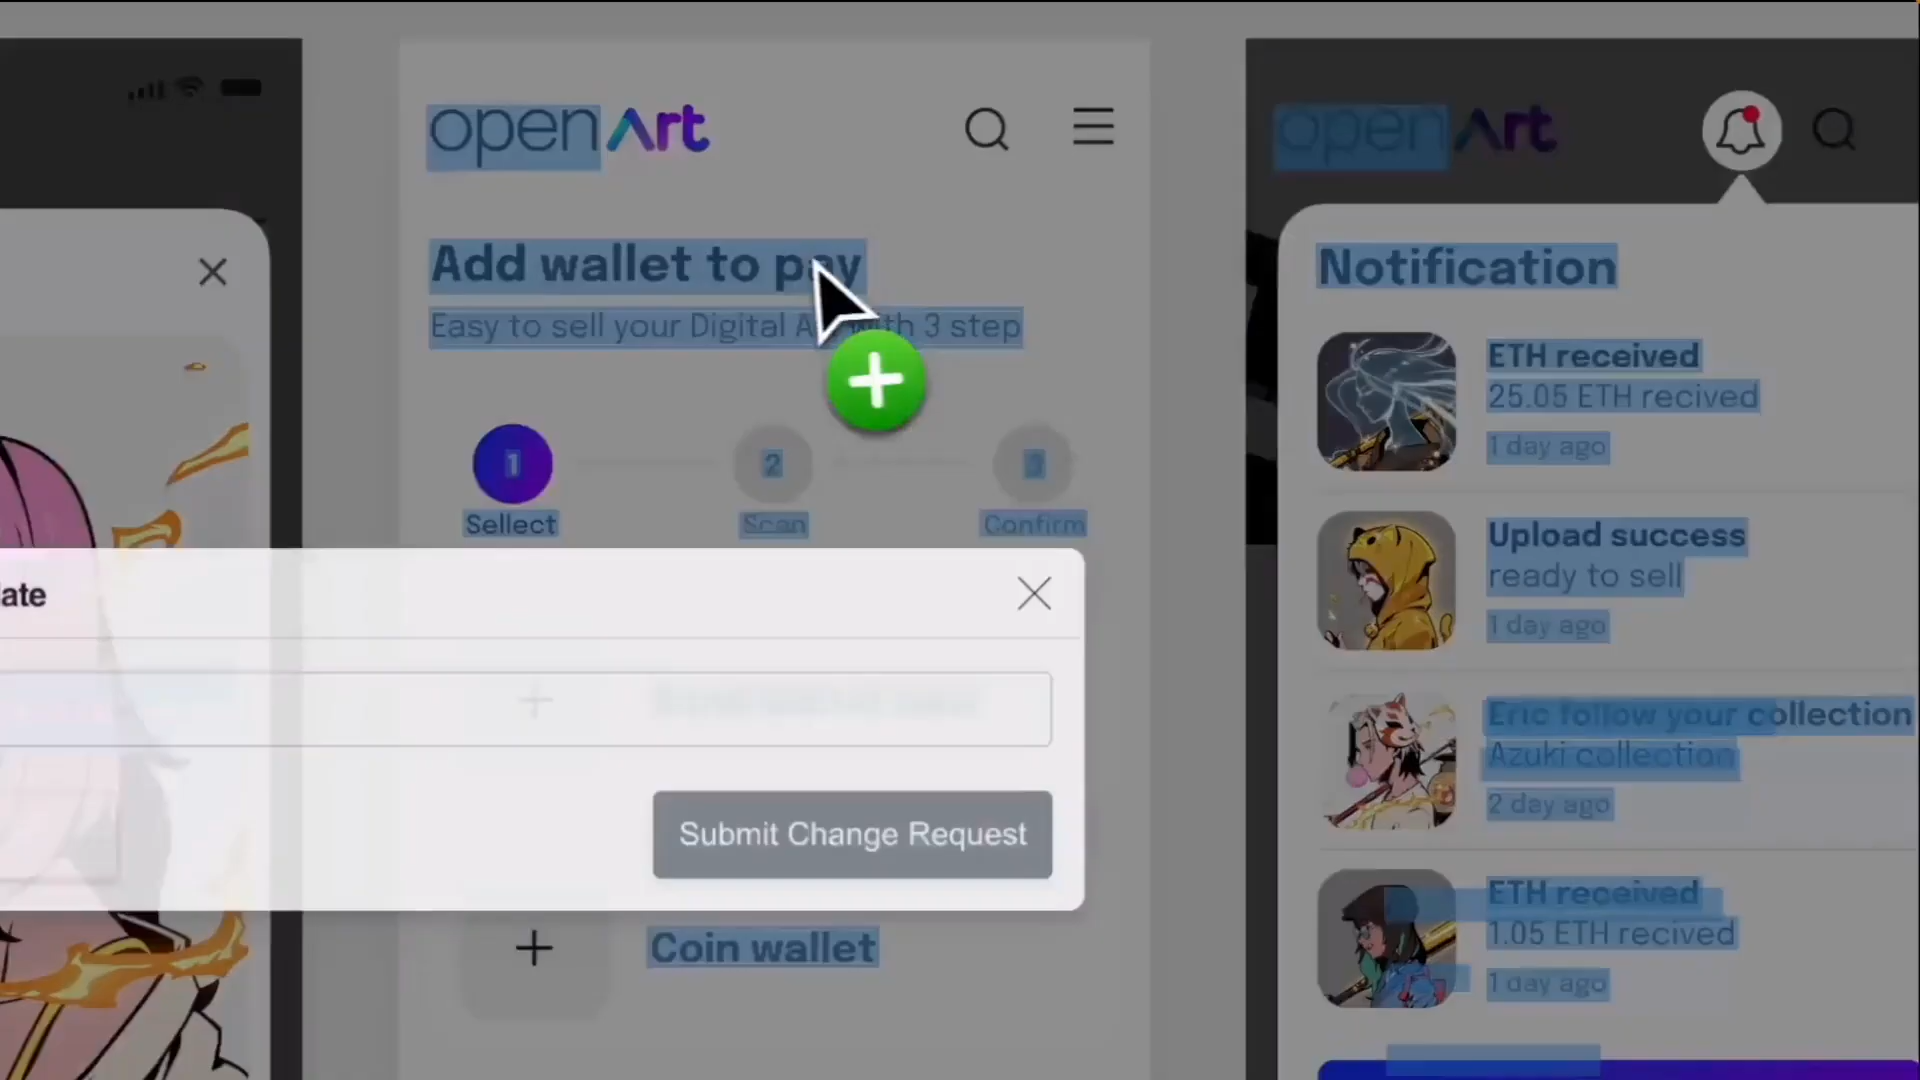 openArt
Add wallet to pay
Easy to sell your Digital Art with 3 step
1
2
3
Sellect
Scan
Confirm
ate
Submit Change Request
Coin wallet
openArt
Notification
ETH received
25.05 ETH recived
1 day ago
Upload success
ready to sell
1 day ago
Eric follow your collection
Azuki collection
2 day ago
ETH received
1.05 ETH recived
1 day ago